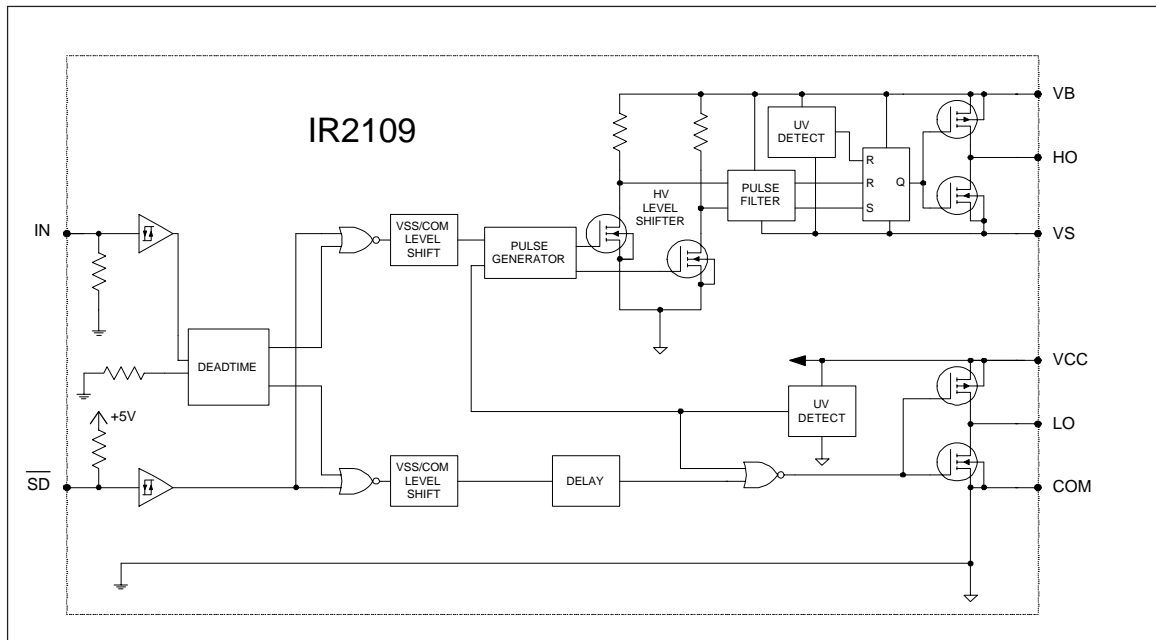 IR2109
VB
UV
DETECT
R
R
S
Q
HO
PULSE
FILTER
HV
LEVEL
SHIFTER
IN
VSS/COM
LEVEL
SHIFT
PULSE
GENERATOR
VS
DEADTIME
VCC
UV
DETECT
+5V
LO
SD
VSS/COM
LEVEL
SHIFT
DELAY
COM